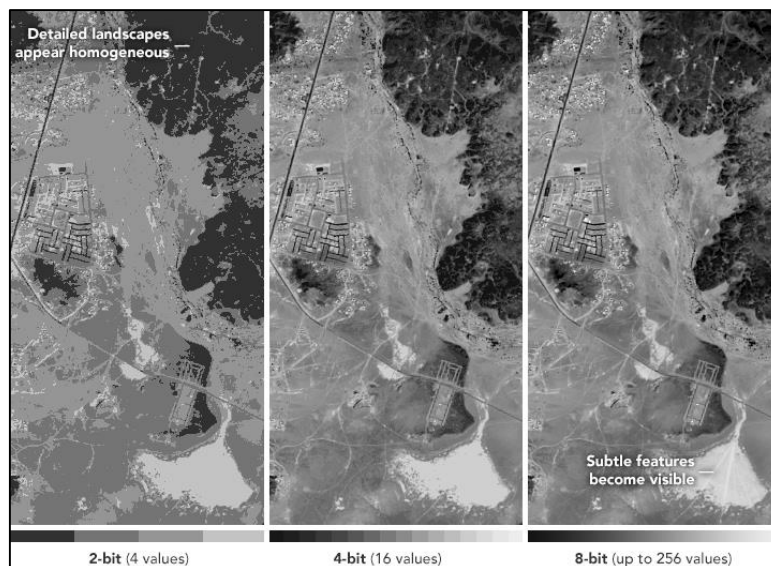 Detailed landscapes
appear homogeneous
Subtle features
become visible
2-bit (4 values)
4-bit (16 values)
8-bit (up to 256 values)